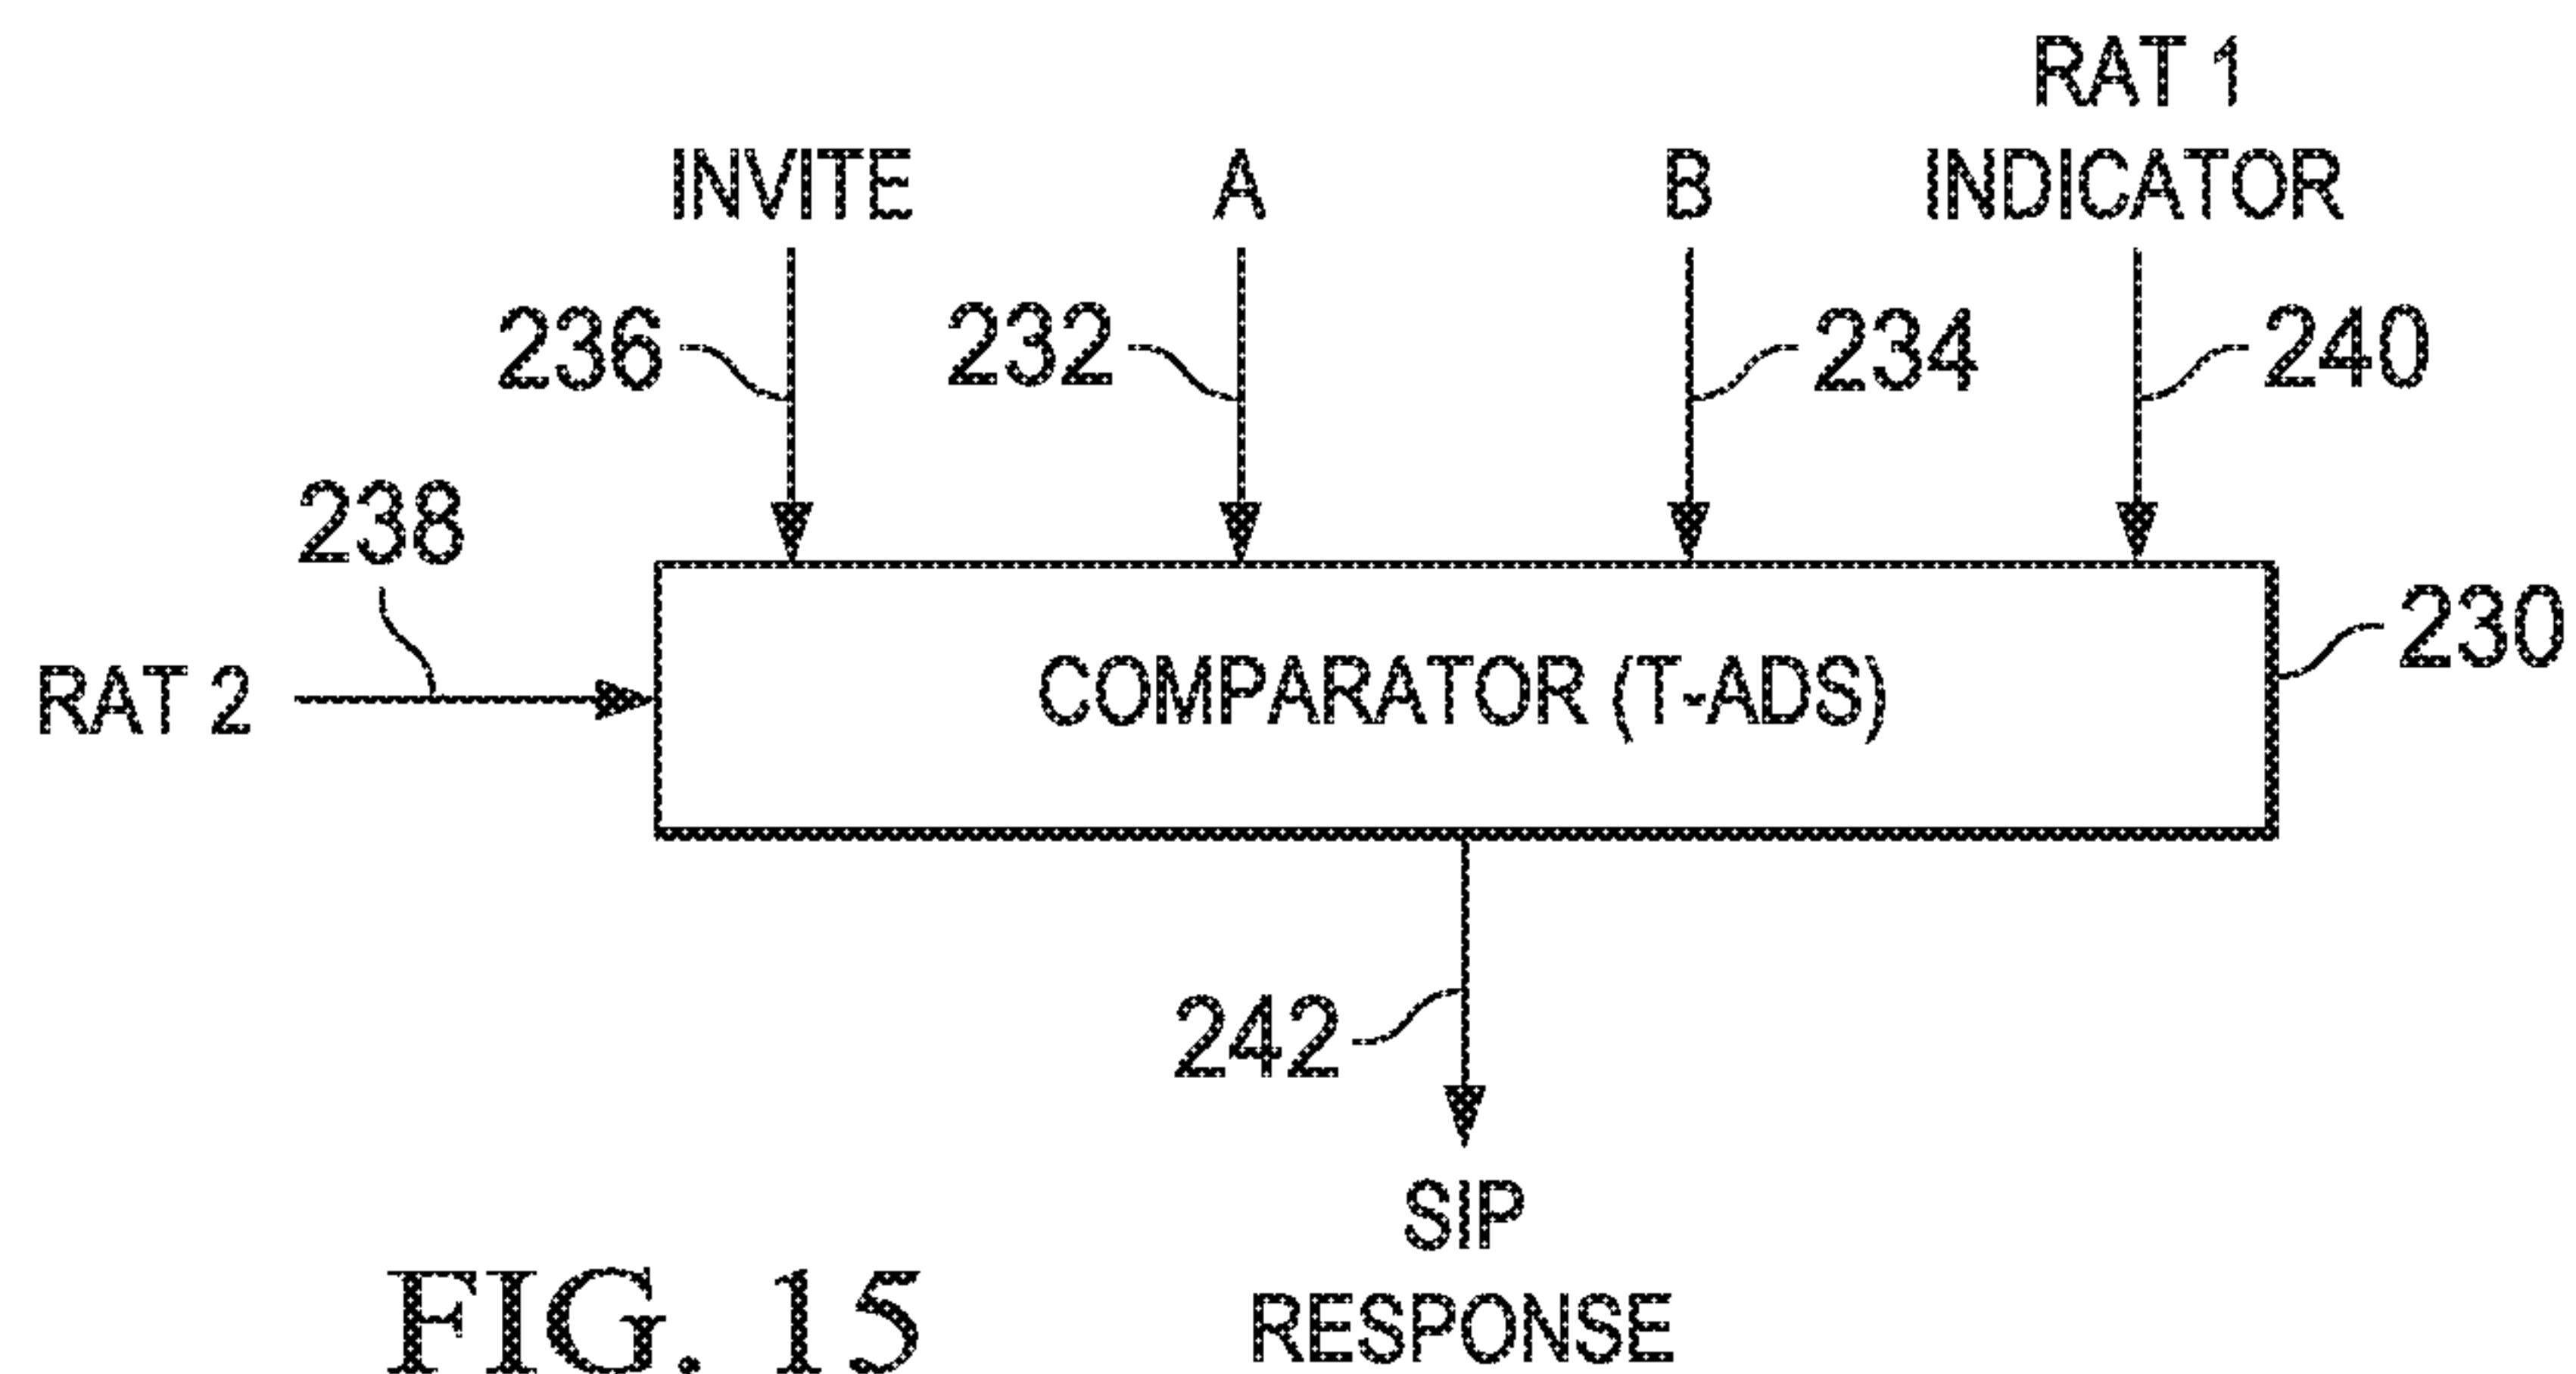 RAT 1
INVITE A B INDICATOR
236 232 234 240
238
RAT 2
COMPARATOR (T-ADS)
230
242
SIP
RESPONSE
FIG. 15